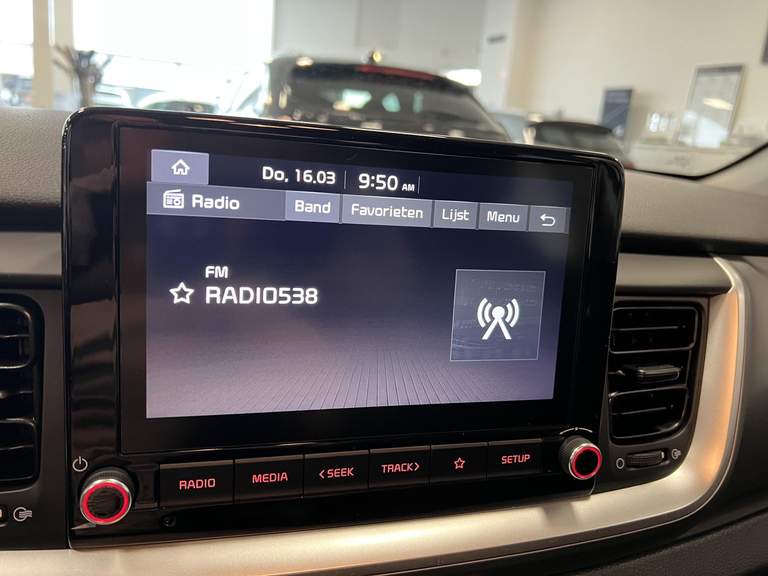 Do, 16.03 9:50 AM
Radio Band Favorieten Lijst Menu
FM
RADIO538
RADIO MEDIA <SEEK TRACK> SETUP